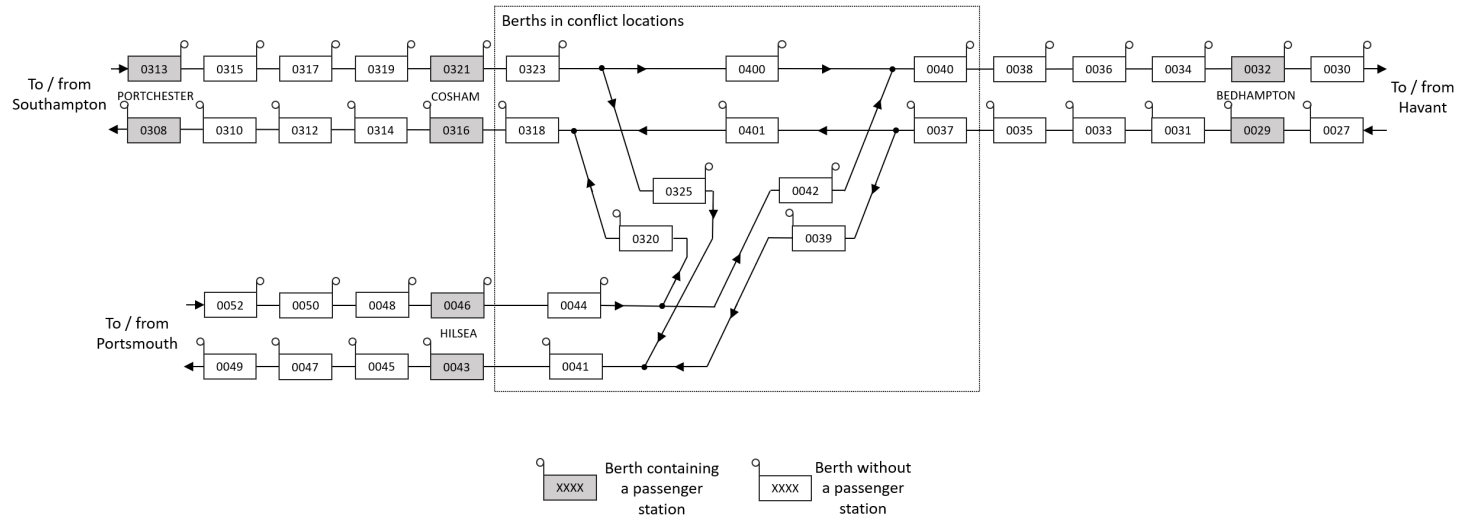 Berths in conflict locations
0313 0315 0317 0319 0321 0323 0400 0040 0038 0036 0034 0032 0030
To / from
Southampton
PORTCHESTER COSHAM BEDHAMPTON
To / from
Havant
0308 0310 0312 0314 0316 0318 0401 0037 0035 0033 0031 0029 0027
0325 0042
0320 0039
0052 0050 0048 0046 0044
To / from
Portsmouth
HILSEA
0049 0047 0045 0043 0041
Berth containing
a passenger
station
XXXX
Berth without
a passenger
station
XXXX